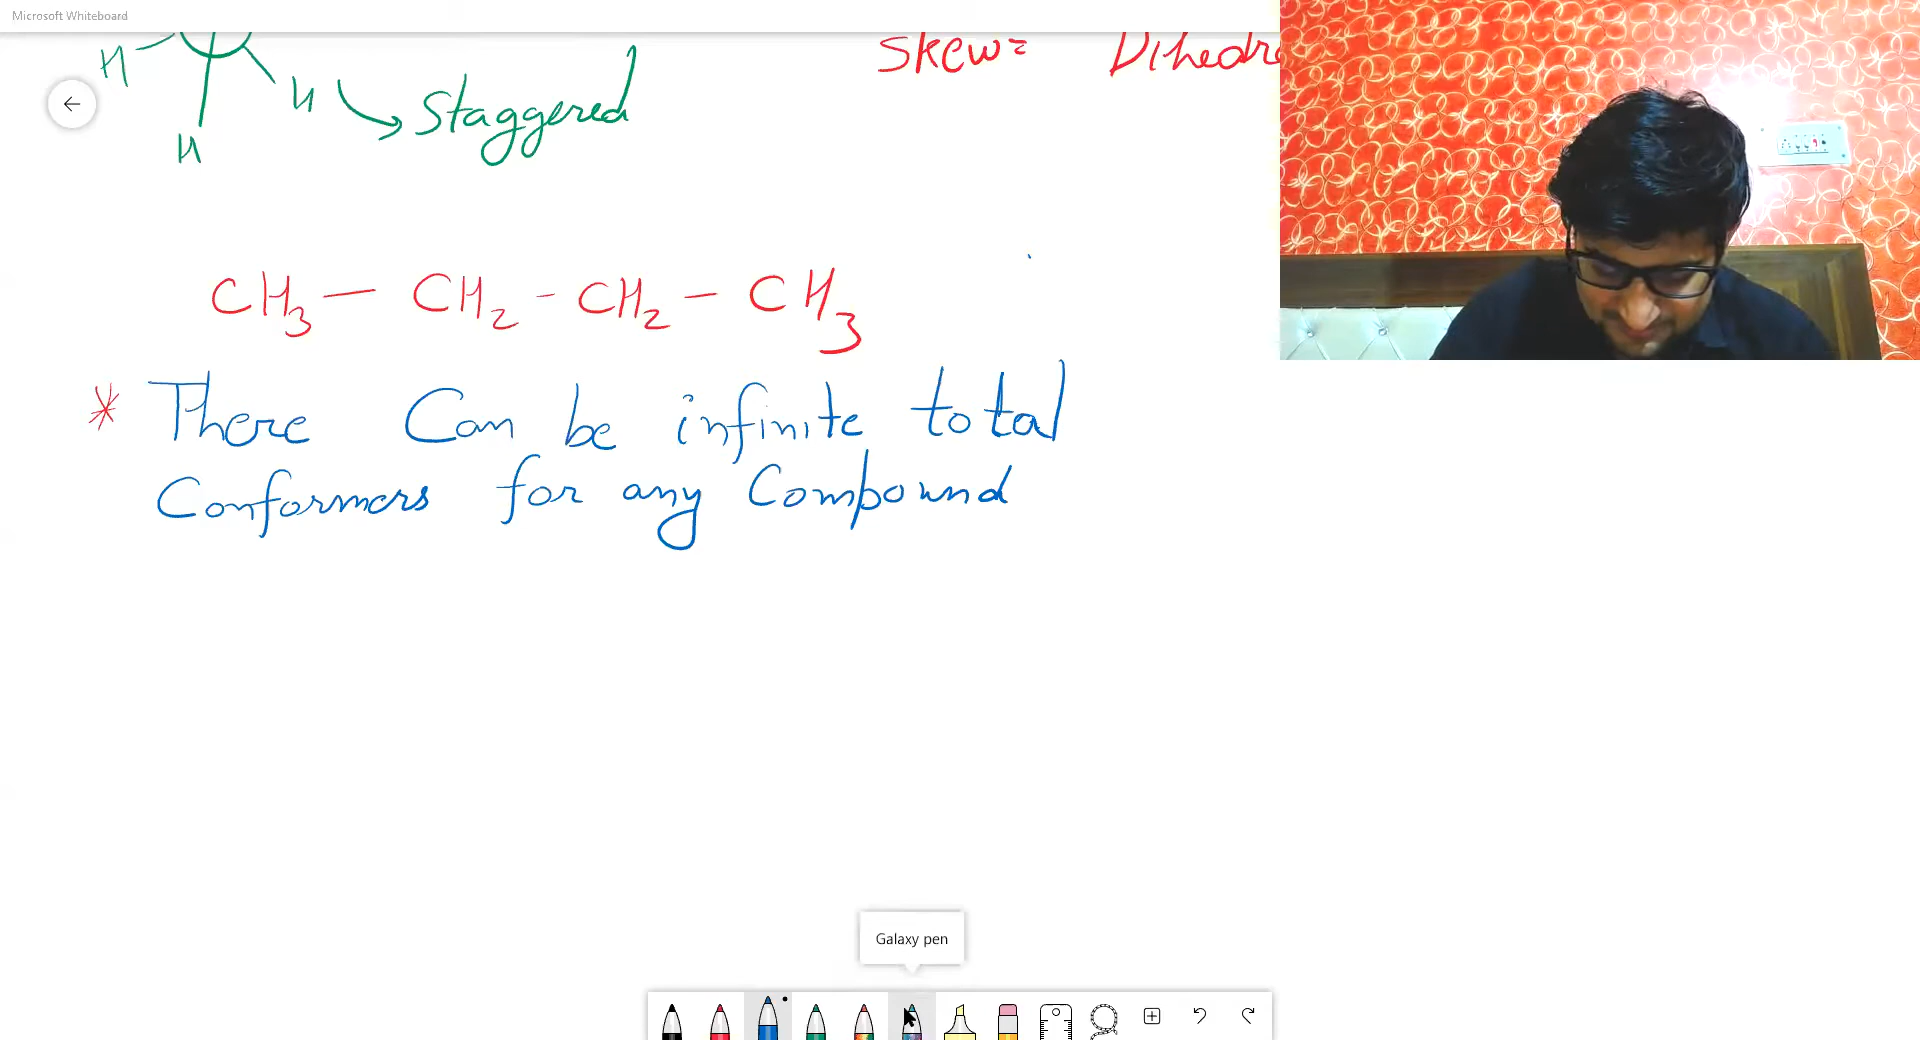 Microsoft Whiteboard
H
H
H
Staggered
Skew=
CH3 — CH2 - CH2 — CH3
* There Can be infinite total
Conformers for any Compound
Galaxy pen